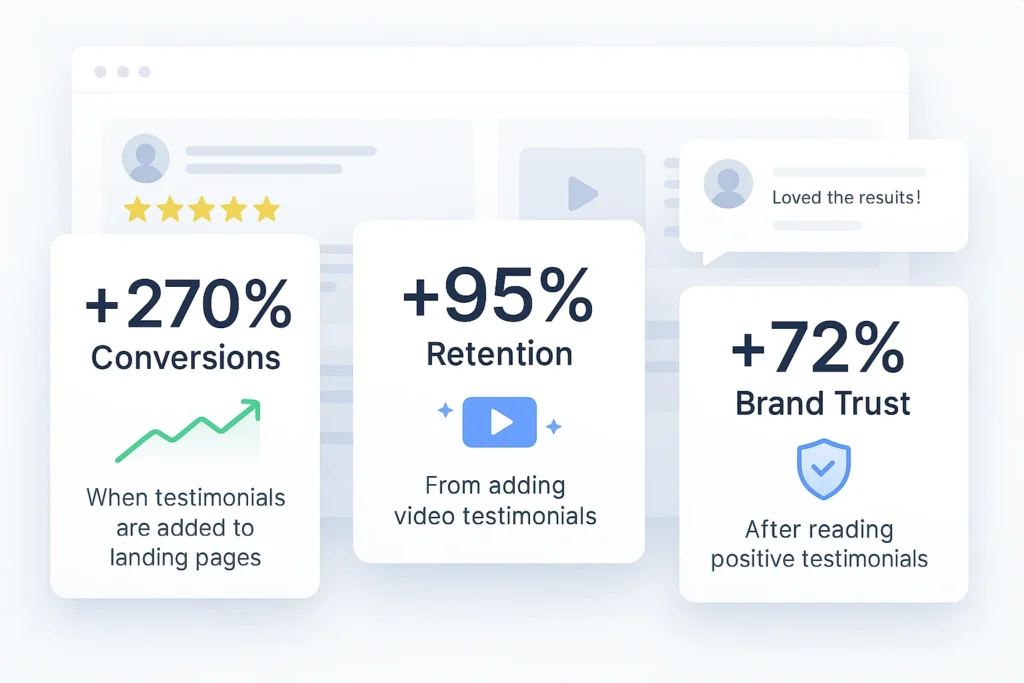 Loved the resuits!
+270%
Conversions
When testimonials
are added to
landing pages
+95%
Retention
From adding
video testimonials
+72%
Brand Trust
After reading
positive testimonials